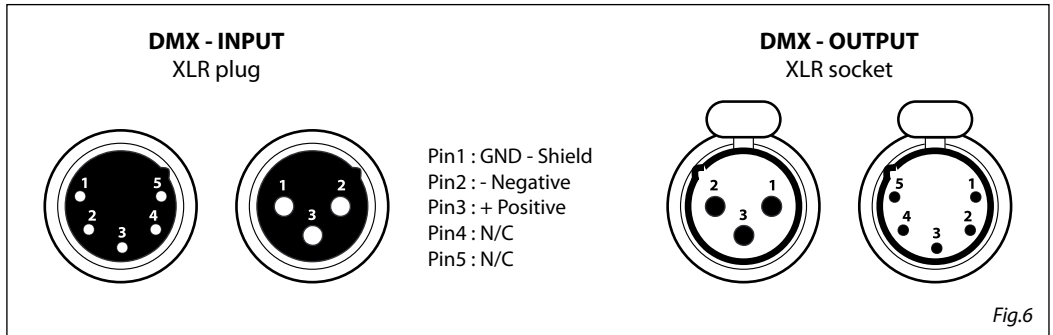 DMX - INPUT
XLR plug
1 5
2 4
3
1 2
3
Pin1 : GND - Shield
Pin2 : - Negative
Pin3 : + Positive
Pin4 : N/C
Pin5 : N/C
DMX - OUTPUT
XLR socket
2 1
3
5 1
4 2
3
Fig.6